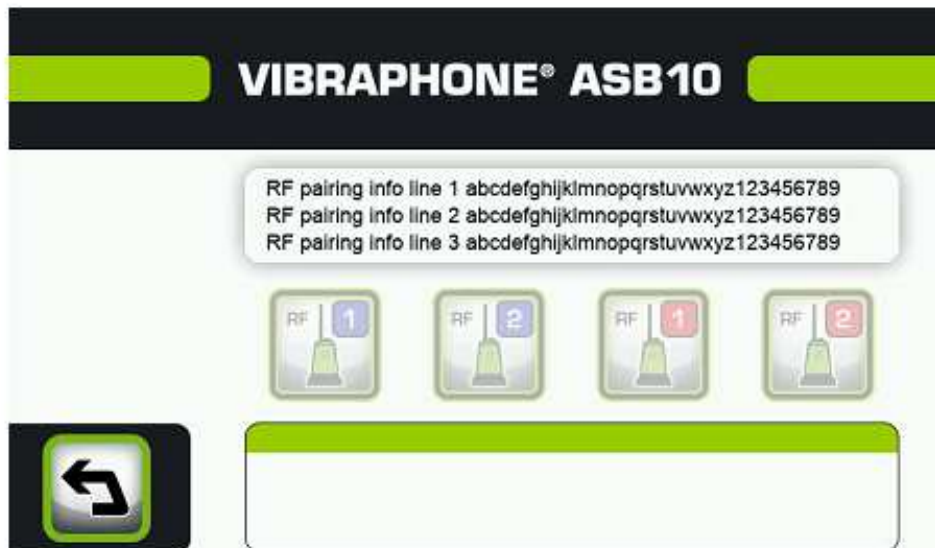 VIBRAPHONE® ASB10
RF pairing info line 1 abcdefghijklmnopqrstuvwxyz123456789
RF pairing info line 2 abcdefghijklmnopqrstuvwxyz123456789
RF pairing info line 3 abcdefghijklmnopqrstuvwxyz123456789
RF 1 RF 2 RF 1 RF 2